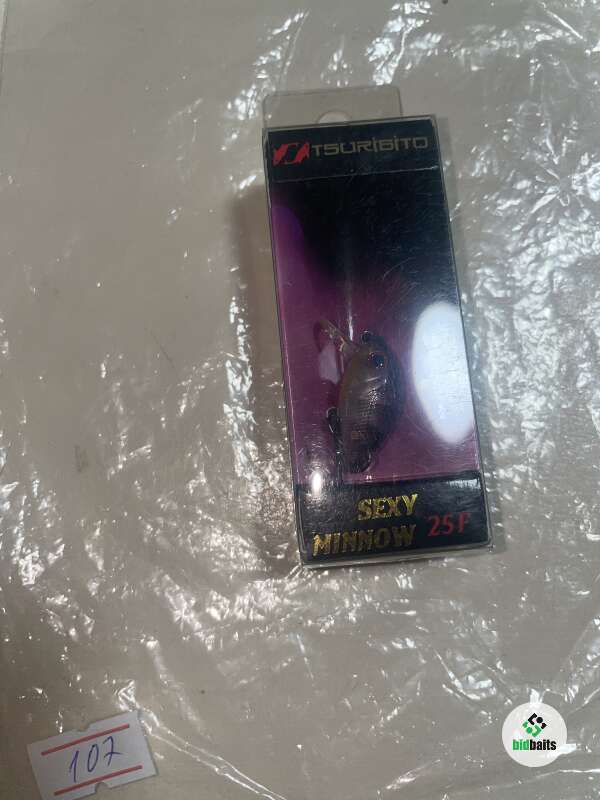 TSURIBITO
SEXY
MINNOW 25F
107
bidbaits